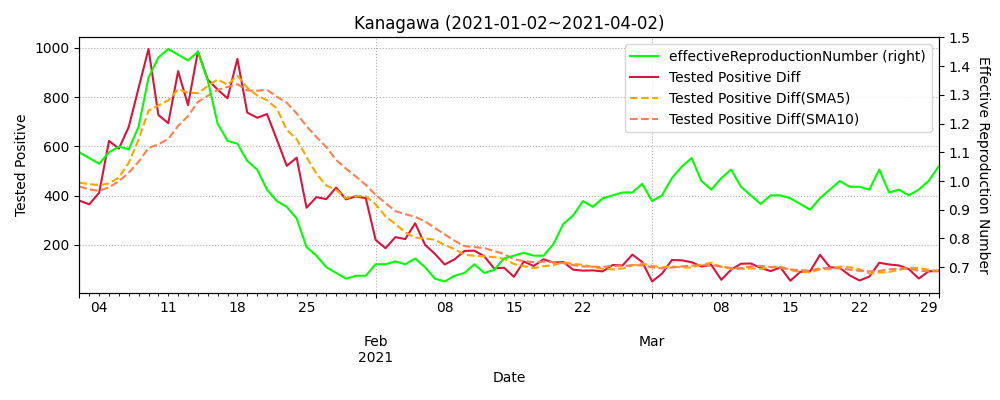 Kanagawa (2021-01-02~2021-04-02)
effectiveReproductionNumber (right)
Tested Positive Diff
Tested Positive Diff(SMA5)
Tested Positive Diff(SMA10)
Tested Positive
1000
800
600
400
200
1.5
1.4
1.3
1.2
1.1
1.0
0.9
0.8
0.7
Effective Reproduction Number
04 11 18 25 08 15 22 08 15 22 29
Feb Mar
2021
Date